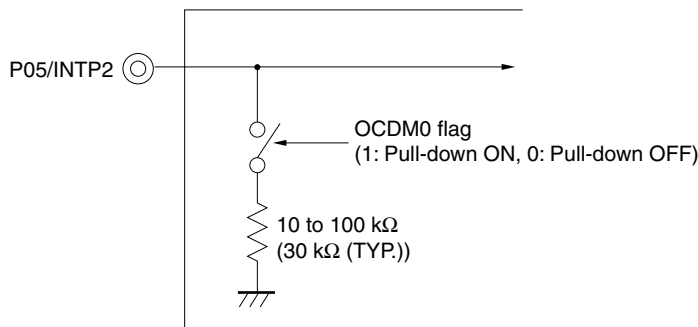 P05/INTP2
OCDM0 flag
(1: Pull-down ON, 0: Pull-down OFF)
10 to 100 kΩ
(30 kΩ (TYP.))